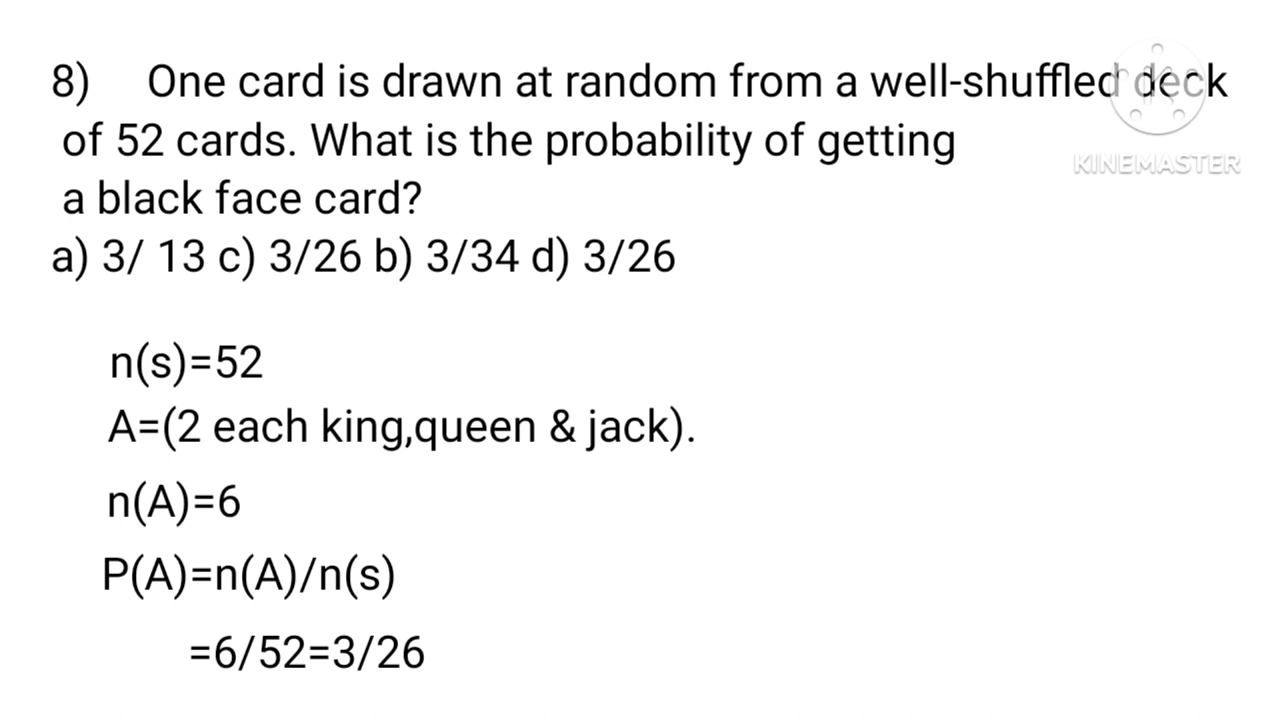 8) One card is drawn at random from a well-shuffled deck
of 52 cards. What is the probability of getting
a black face card?
a) 3/ 13 c) 3/26 b) 3/34 d) 3/26
n(s)=52
A=(2 each king,queen & jack).
n(A)=6
P(A)=n(A)/n(s)
=6/52=3/26
KINEMASTER